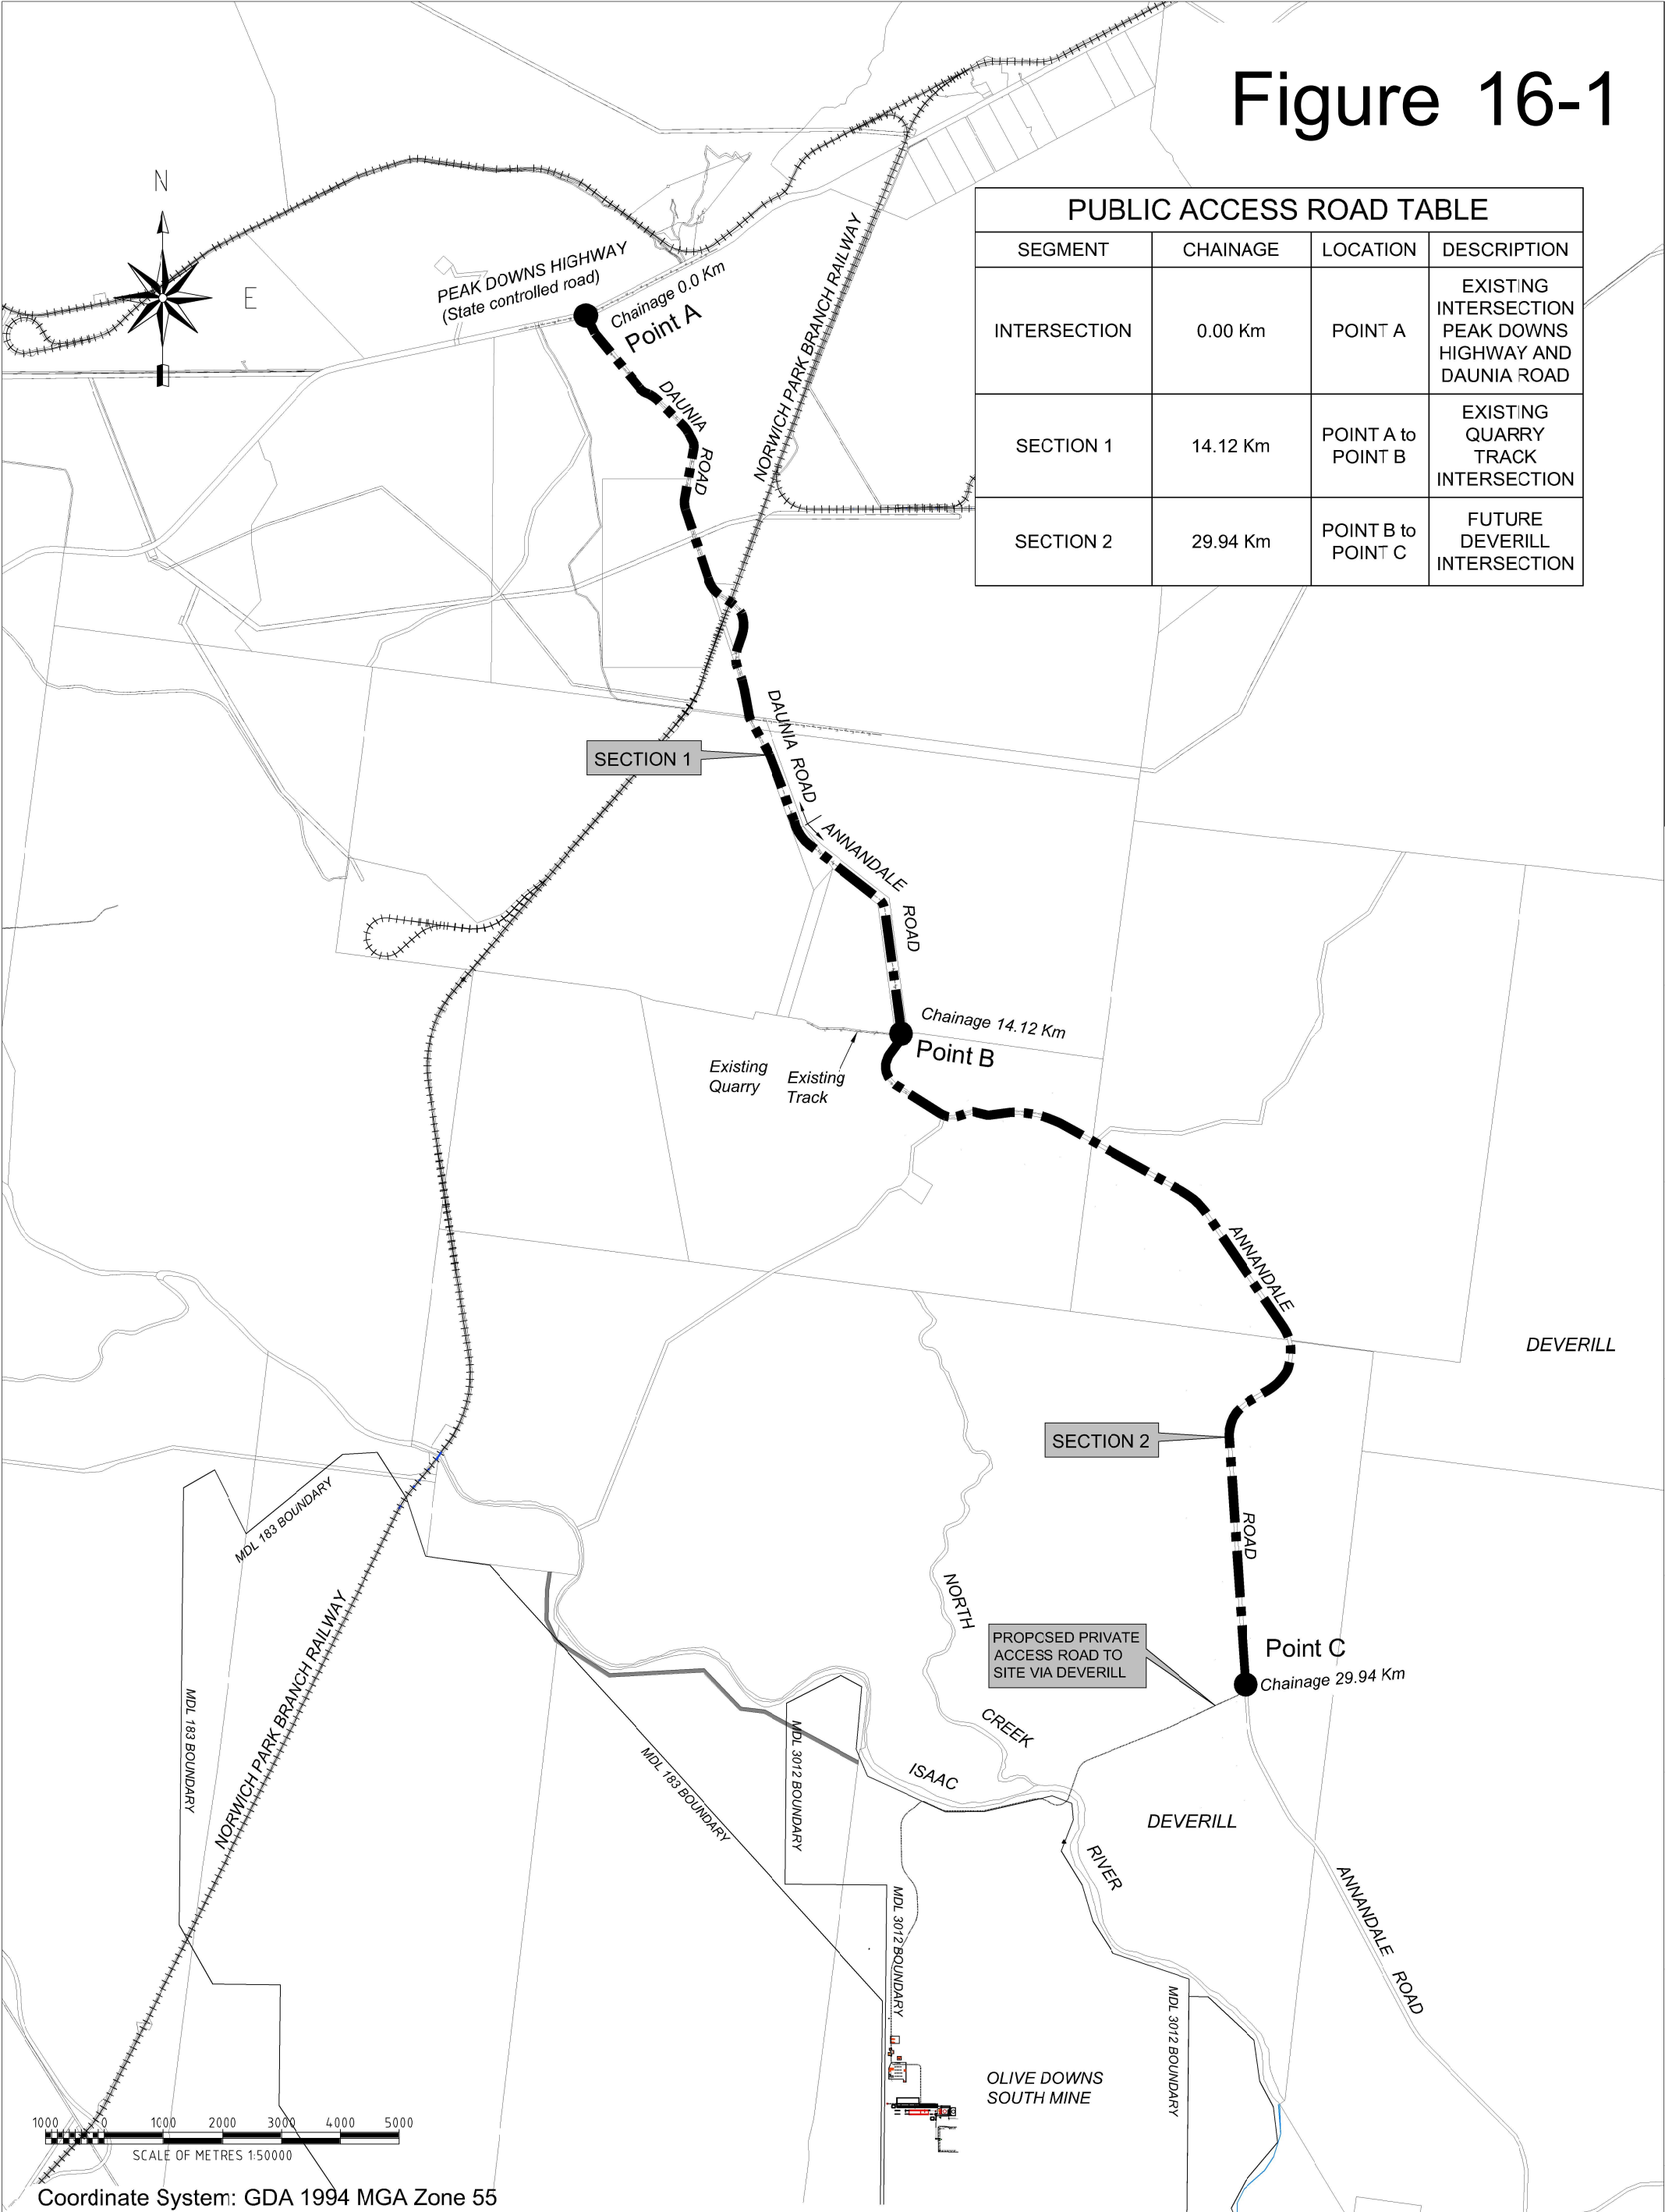 Figure 16-1
N
E
PUBLIC ACCESS ROAD TABLE
SEGMENT CHAINAGE LOCATION DESCRIPTION
INTERSECTION 0.00 Km POINT A EXISTING
INTERSECTION
PEAK DOWNS
HIGHWAY AND
DAUNIA ROAD
SECTION 1 14.12 Km POINT A to
POINT B
EXISTING
QUARRY
TRACK
INTERSECTION
SECTION 2 29.94 Km POINT B to
POINT C
FUTURE
DEVERILL
INTERSECTION
PEAK DOWNS HIGHWAY
(State controlled road)
Chainage 0.0 Km
Point A
NORWICH PARK BRANCH RAILWAY
DAUNIA
ROAD
DAUNIA ROAD
SECTION 1
ANNANDALE
ROAD
Chainage 14.12 Km
Point B
Existing
Quarry
Existing
Track
ANNANDALE
DEVERILL
SECTION 2
ROAD
MDL 183 BOUNDARY
NORTH
PROPOSED PRIVATE
ACCESS ROAD TO
SITE VIA DEVERILL
Point C
Chainage 29.94 Km
NORWICH PARK BRANCH RAILWAY
MDL 183 BOUNDARY
MDL 183 BOUNDARY
MDL 3012 BOUNDARY
CREEK
ISAAC
DEVERILL
RIVER
ANNANDALE ROAD
MDL 3012 BOUNDARY
MDL 3012 BOUNDARY
OLIVE DOWNS
SOUTH MINE
1000 0 1000 2000 3000 4000 5000
SCALE OF METRES 1:50000
Coordinate System: GDA 1994 MGA Zone 55